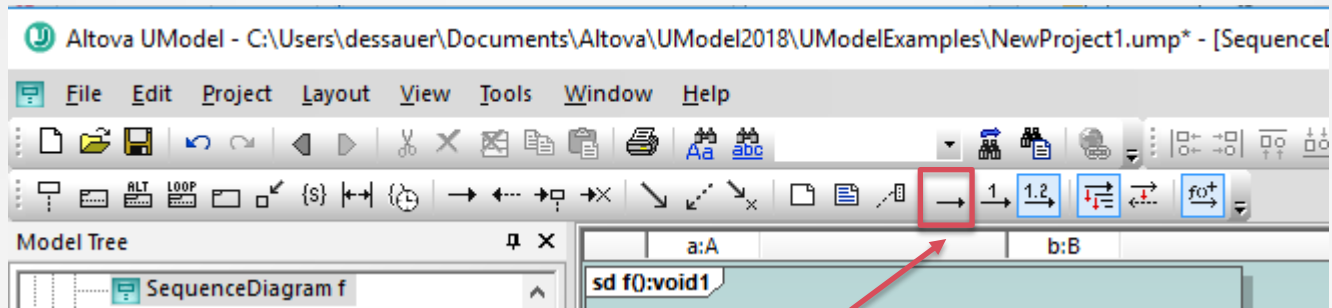 Altova UModel - C:\Users\dessauer\Documents\Altova\UModel2018\UModelExamples\NewProject1.ump* - [SequenceD
File Edit Project Layout View Tools Window Help
Aa abc
ALT LOOP {s} 1 1.2 f()+
Model Tree a:A b:B
SequenceDiagram f sd f():void1